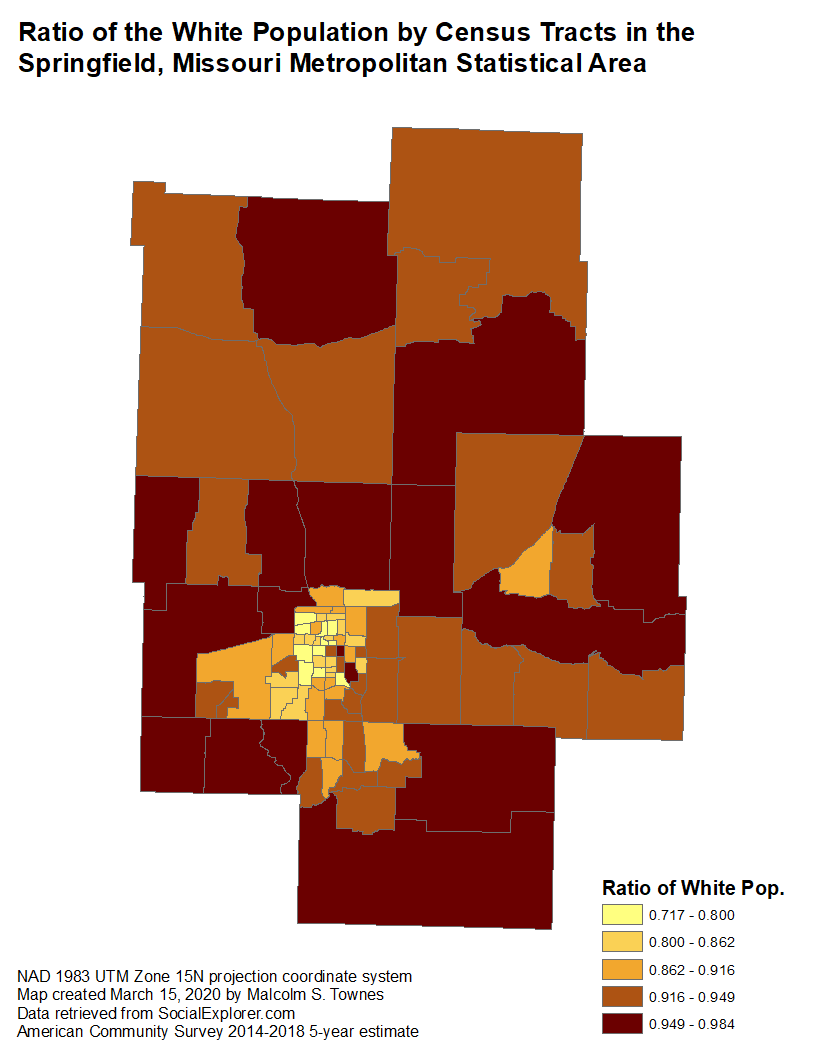 Ratio of the White Population by Census Tracts in the
Springfield, Missouri Metropolitan Statistical Area
Ratio of White Pop.
0.717 - 0.800
0.800 - 0.862
0.862 - 0.916
0.916 - 0.949
0.949 - 0.984
NAD 1983 UTM Zone 15N projection coordinate system
Map created March 15, 2020 by Malcolm S. Townes
Data retrieved from SocialExplorer.com
American Community Survey 2014-2018 5-year estimate